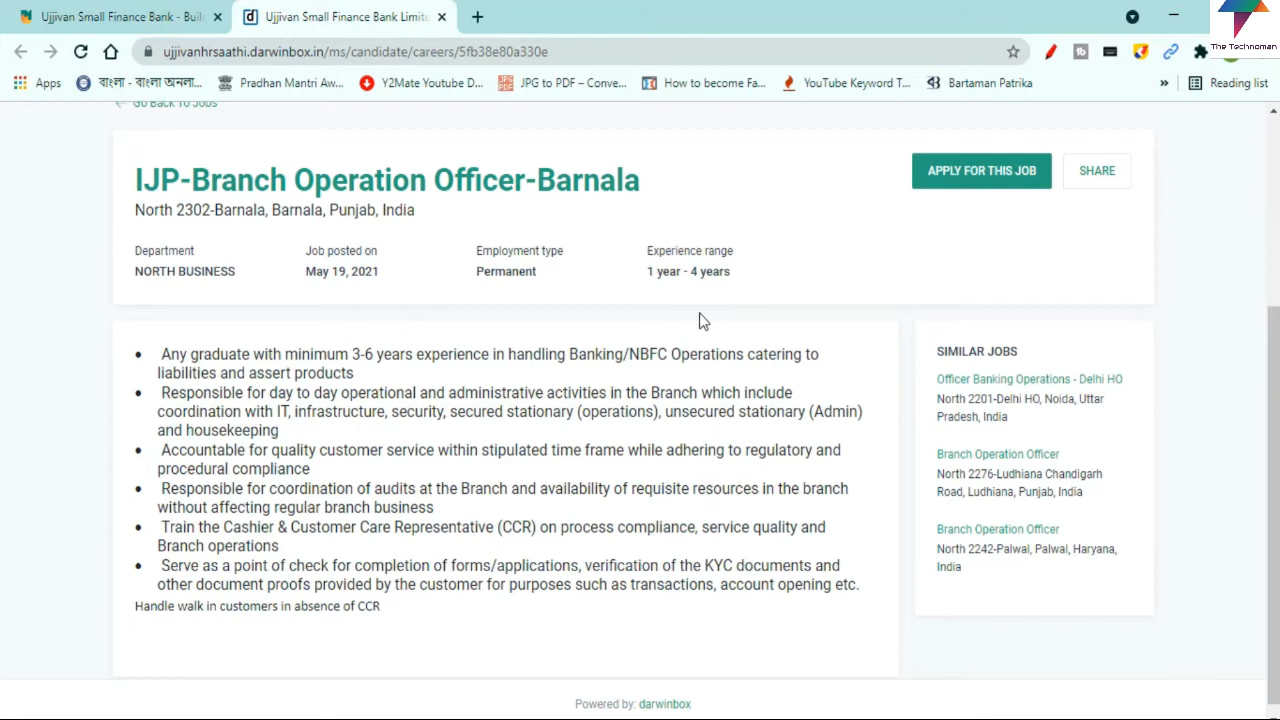 Ujjivan Small Finance Bank - Buil
Ujjivan Small Finance Bank Limite
The Technoman
ujjivanhrsaathi.darwinbox.in/ms/candidate/careers/5fb38e80a330e
Apps
বাংলা - বাংলা অনলা...
Pradhan Mantri Aw...
Y2Mate Youtube D...
JPG to PDF – Conve...
How to become Fa...
YouTube Keyword T...
Bartaman Patrika
»
Reading list
← Go Back To Jobs
IJP-Branch Operation Officer-Barnala
APPLY FOR THIS JOB
SHARE
North 2302-Barnala, Barnala, Punjab, India
Department
Job posted on
Employment type
Experience range
NORTH BUSINESS
May 19, 2021
Permanent
1 year - 4 years
• Any graduate with minimum 3-6 years experience in handling Banking/NBFC Operations catering to
liabilities and assert products
• Responsible for day to day operational and administrative activities in the Branch which include
coordination with IT, infrastructure, security, secured stationary (operations), unsecured stationary (Admin)
and housekeeping
• Accountable for quality customer service within stipulated time frame while adhering to regulatory and
procedural compliance
• Responsible for coordination of audits at the Branch and availability of requisite resources in the branch
without affecting regular branch business
• Train the Cashier & Customer Care Representative (CCR) on process compliance, service quality and
Branch operations
• Serve as a point of check for completion of forms/applications, verification of the KYC documents and
other document proofs provided by the customer for purposes such as transactions, account opening etc.
Handle walk in customers in absence of CCR
SIMILAR JOBS
Officer Banking Operations - Delhi HO
North 2201-Delhi HO, Noida, Uttar
Pradesh, India
Branch Operation Officer
North 2276-Ludhiana Chandigarh
Road, Ludhiana, Punjab, India
Branch Operation Officer
North 2242-Palwal, Palwal, Haryana,
India
Powered by: darwinbox